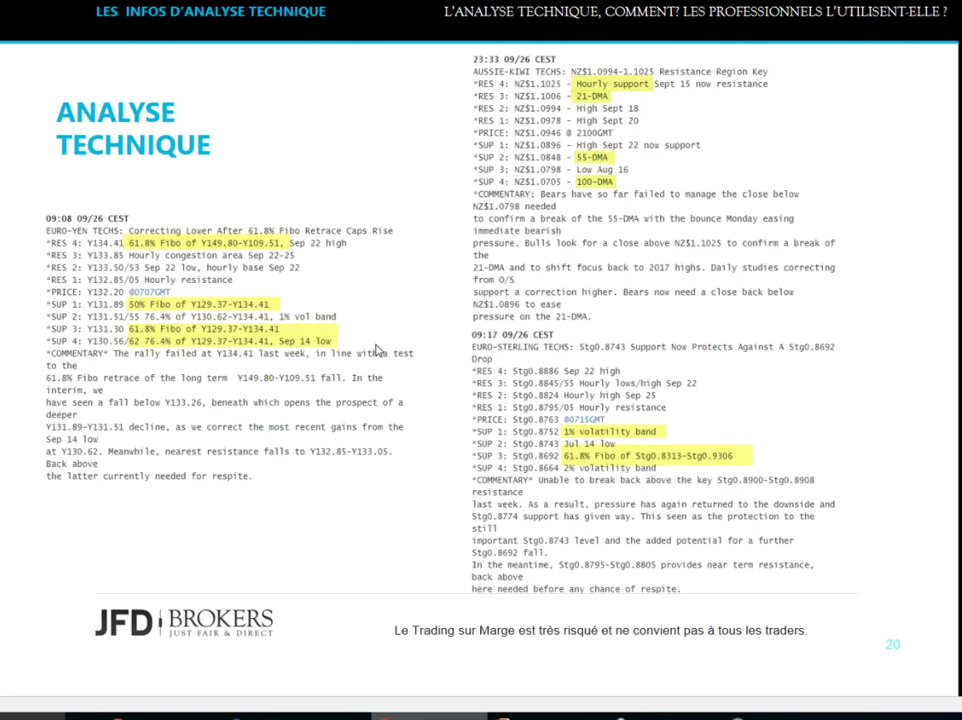 LES INFOS D'ANALYSE TECHNIQUE
L'ANALYSE TECHNIQUE, COMMENT? LES PROFESSIONNELS L'UTILISENT-ELLE ?
ANALYSE
TECHNIQUE
09:08 09/26 CEST
EURO-YEN TECHS: Correcting Lower After 61.8% Fibo Retrace Caps Rise
*RES 4: Y134.41 61.8% Fibo of Y149.80-Y109.51, Sep 22 high
*RES 3: Y133.85 Hourly congestion area Sep 22-25
*RES 2: Y133.50/53 Sep 22 low, hourly base Sep 22
*RES 1: Y132.85/05 Hourly resistance
*PRICE: Y132.20 @0707GMT
*SUP 1: Y131.89 50% Fibo of Y129.37-Y134.41
*SUP 2: Y131.51/55 76.4% of Y130.62-Y134.41, 1% vol band
*SUP 3: Y131.30 61.8% Fibo of Y129.37-Y134.41
*SUP 4: Y130.56/62 76.4% of Y129.37-Y134.41, Sep 14 low
*COMMENTARY* The rally failed at Y134.41 last week, in line with a test
to the
61.8% Fibo retrace of the long term Y149.80-Y109.51 fall. In the
interim, we
have seen a fall below Y133.26, beneath which opens the prospect of a
deeper
Y131.89-Y131.51 decline, as we correct the most recent gains from the
Sep 14 low
at Y130.62. Meanwhile, nearest resistance falls to Y132.85-Y133.05.
Back above
the latter currently needed for respite.
23:33 09/26 CEST
AUSSIE-KIWI TECHS: NZ$1.0994-1.1025 Resistance Region Key
*RES 4: NZ$1.1025 - Hourly support Sept 15 now resistance
*RES 3: NZ$1.1006 - 21-DMA
*RES 2: NZ$1.0994 - High Sept 18
*RES 1: NZ$1.0978 - High Sept 20
*PRICE: NZ$1.0946 @ 2100GMT
*SUP 1: NZ$1.0896 - High Sept 22 now support
*SUP 2: NZ$1.0848 - 55-DMA
*SUP 3: NZ$1.0798 - Low Aug 16
*SUP 4: NZ$1.0705 - 100-DMA
*COMMENTARY: Bears have so far failed to manage the close below
NZ$1.0798 needed
to confirm a break of the 55-DMA with the bounce Monday easing
immediate bearish
pressure. Bulls look for a close above NZ$1.1025 to confirm a break of
the
21-DMA and to shift focus back to 2017 highs. Daily studies correcting
from O/S
support a correction higher. Bears now need a close back below
NZ$1.0896 to ease
pressure on the 21-DMA.
09:17 09/26 CEST
EURO-STERLING TECHS: Stg0.8743 Support Now Protects Against A Stg0.8692
Drop
*RES 4: Stg0.8886 Sep 22 high
*RES 3: Stg0.8845/55 Hourly lows/high Sep 22
*RES 2: Stg0.8824 Hourly high Sep 25
*RES 1: Stg0.8795/05 Hourly resistance
*PRICE: Stg0.8763 @0715GMT
*SUP 1: Stg0.8752 1% volatility band
*SUP 2: Stg0.8743 Jul 14 low
*SUP 3: Stg0.8692 61.8% Fibo of Stg0.8313-Stg0.9306
*SUP 4: Stg0.8664 2% volatility band
*COMMENTARY* Unable to break back above the key Stg0.8900-Stg0.8908
resistance
last week. As a result, pressure has again returned to the downside and
Stg0.8774 support has given way. This seen as the protection to the
still
important Stg0.8743 level and the added potential for a further
Stg0.8692 fall.
In the meantime, Stg0.8795-Stg0.8805 provides near term resistance,
back above
here needed before any chance of respite.
JFD BROKERS
JUST FAIR & DIRECT
Le Trading sur Marge est très risqué et ne convient pas à tous les traders.
20